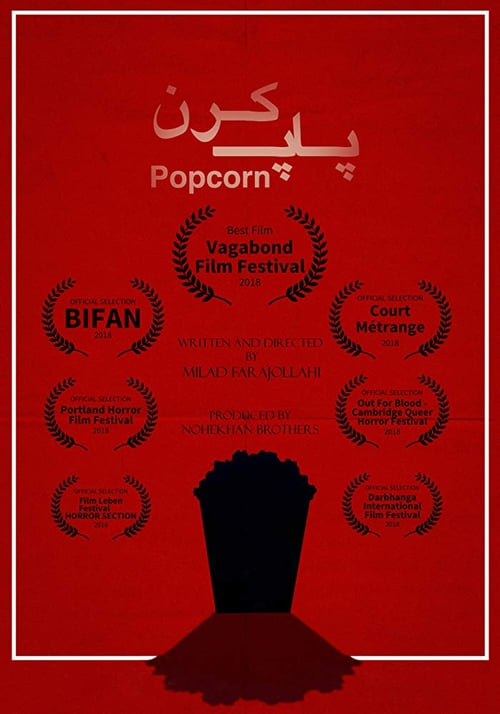 پاپ کرن
Popcorn
Best Film
Vagabond
Film Festival
2018
OFFICIAL SELECTION
BIFAN
2018
OFFICIAL SELECTION
Court
Métrange
2018
WRITTEN AND DIRECTED
BY
MILAD FARAJOLLAHI
OFFICIAL SELECTION
Portland Horror
Film Festival
2018
OFFICIAL SELECTION
Out For Blood -
Cambridge Queer
Horror Festival
2018
PRODUCED BY
NOHEKHAN BROTHERS
OFFICIAL SELECTION
Film Leben
Festival
HORROR SECTION
2018
OFFICIAL SELECTION
Darbhanga
International
Film Festival
2018